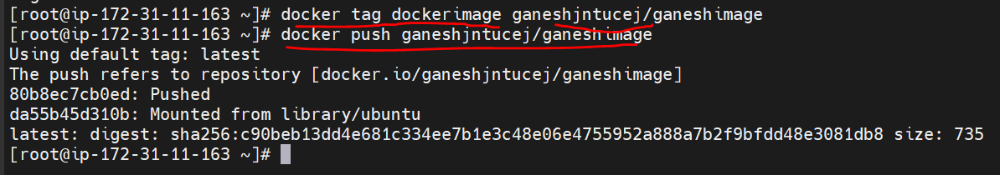 [root@ip-172-31-11-163 ~]# docker tag dockerimage ganeshjntucej/ganeshimage
[root@ip-172-31-11-163 ~]# docker push ganeshjntucej/ganeshimage
Using default tag: latest
The push refers to repository [docker.io/ganeshjntucej/ganeshimage]
80b8ec7cb0ed: Pushed
da55b45d310b: Mounted from library/ubuntu
latest: digest: sha256:c90beb13dd4e681c334ee7b1e3c48e06e4755952a888a7b2f9bfdd48e3081db8 size: 735
[root@ip-172-31-11-163 ~]#